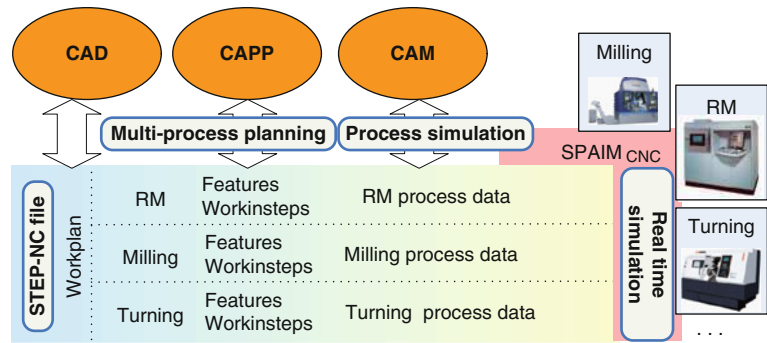 CAD
CAPP
CAM
Milling
RM
Multi-process planning
Process simulation
SPAIM CNC
STEP-NC file
Workplan
RM
Features
Workinsteps
RM process data
Milling
Features
Workinsteps
Milling process data
Turning
Features
Workinsteps
Turning process data
Real time
simulation
Turning
. . .